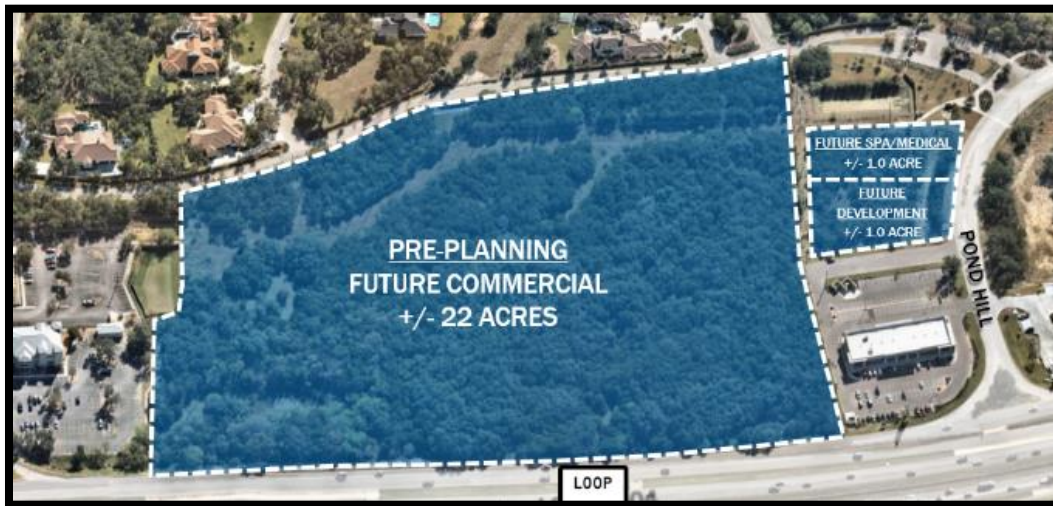 PRE-PLANNING
FUTURE COMMERCIAL
+/- 22 ACRES
FUTURE SPA/MEDICAL
+/- 1.0 ACRE
FUTURE
DEVELOPMENT
+/- 1.0 ACRE
POND HILL
LOOP